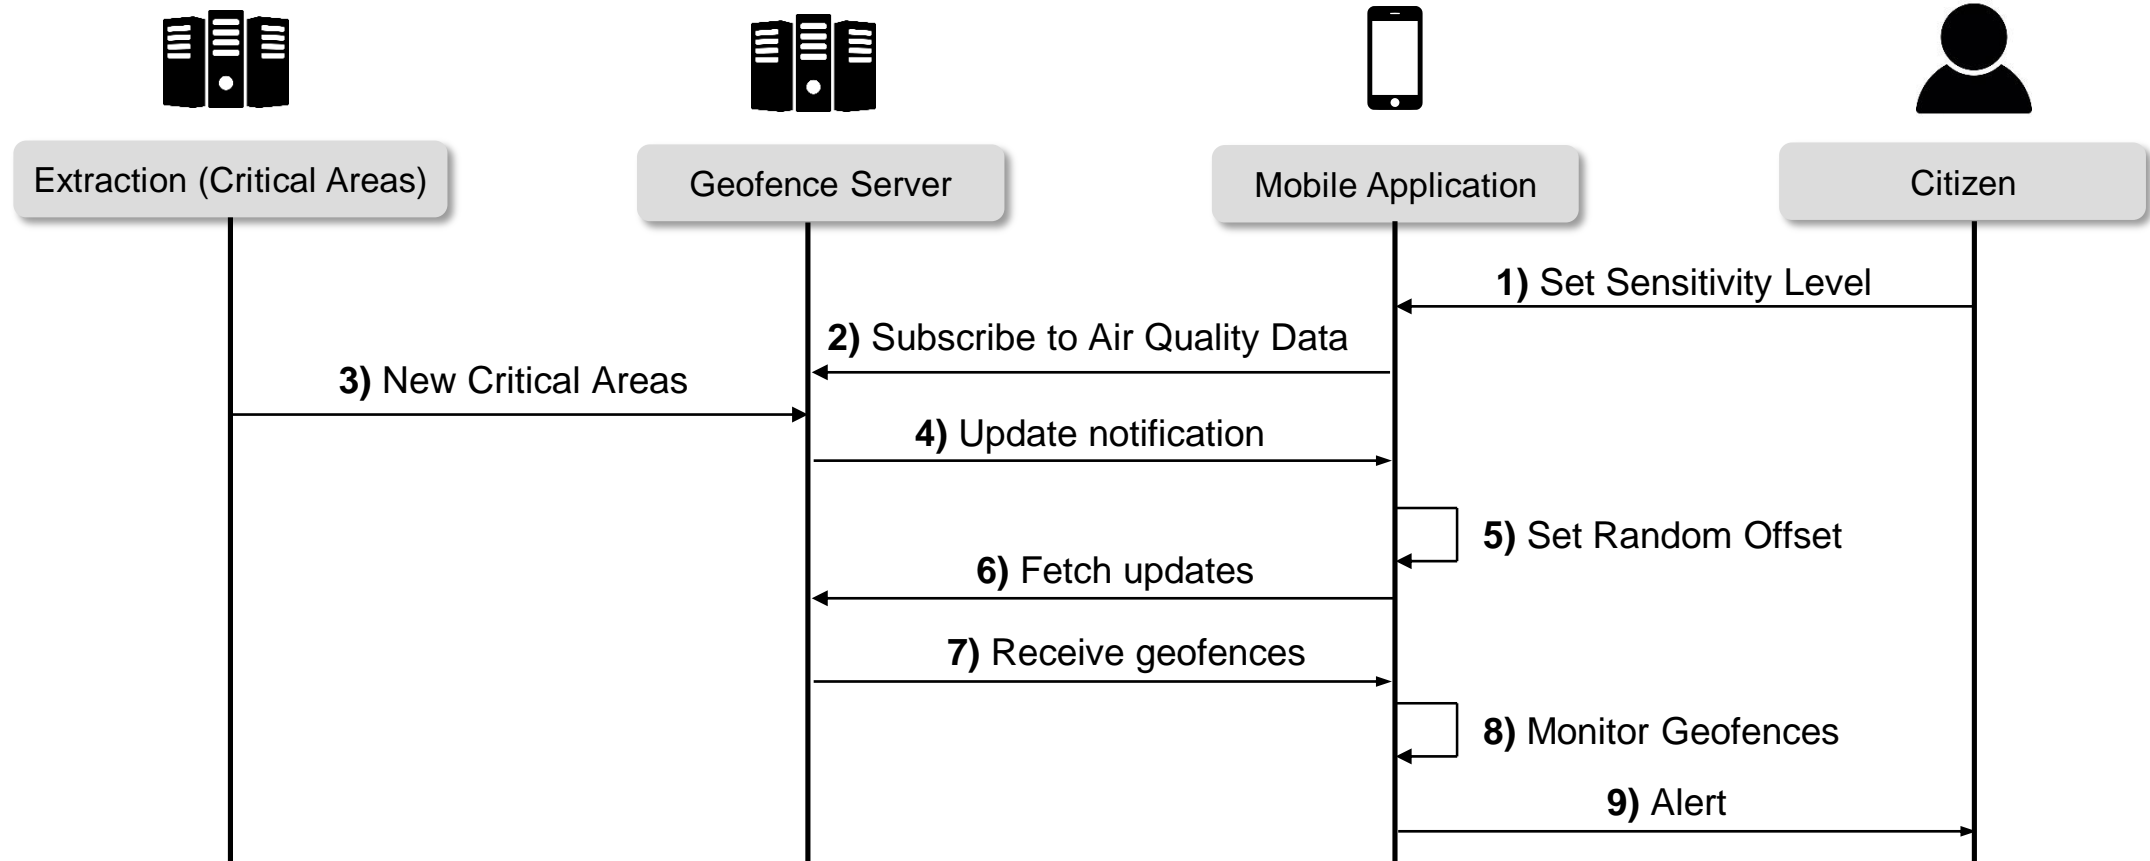 Extraction (Critical Areas)
Geofence Server
Mobile Application
Citizen
1) Set Sensitivity Level
2) Subscribe to Air Quality Data
3) New Critical Areas
4) Update notification
5) Set Random Offset
6) Fetch updates
7) Receive geofences
8) Monitor Geofences
9) Alert